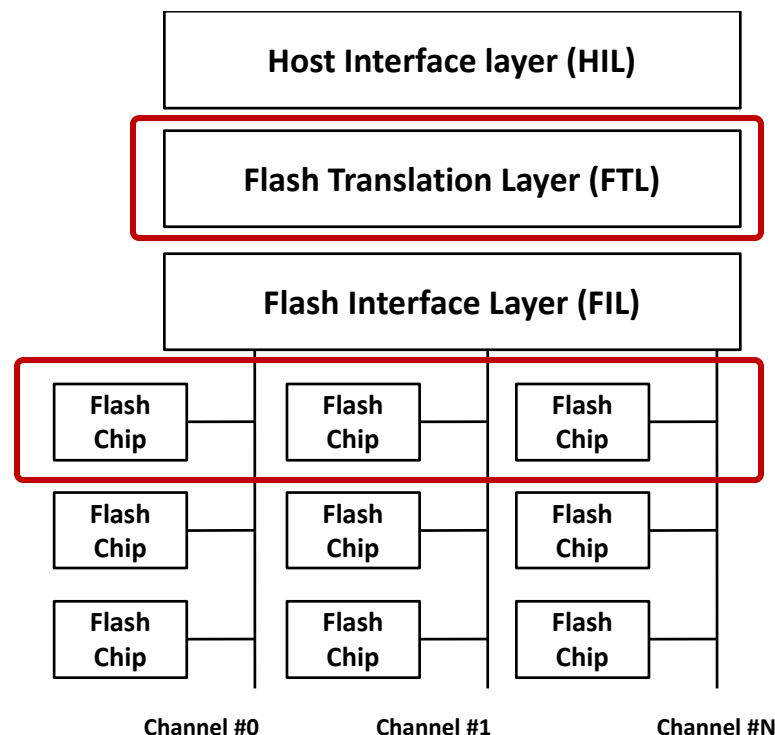 Host Interface layer (HIL)
Flash Translation Layer (FTL)
Flash Interface Layer (FIL)
Flash
Chip
Flash
Chip
Flash
Chip
Flash
Chip
Flash
Chip
Flash
Chip
Flash
Chip
Flash
Chip
Flash
Chip
Channel #0
Channel #1
Channel #N